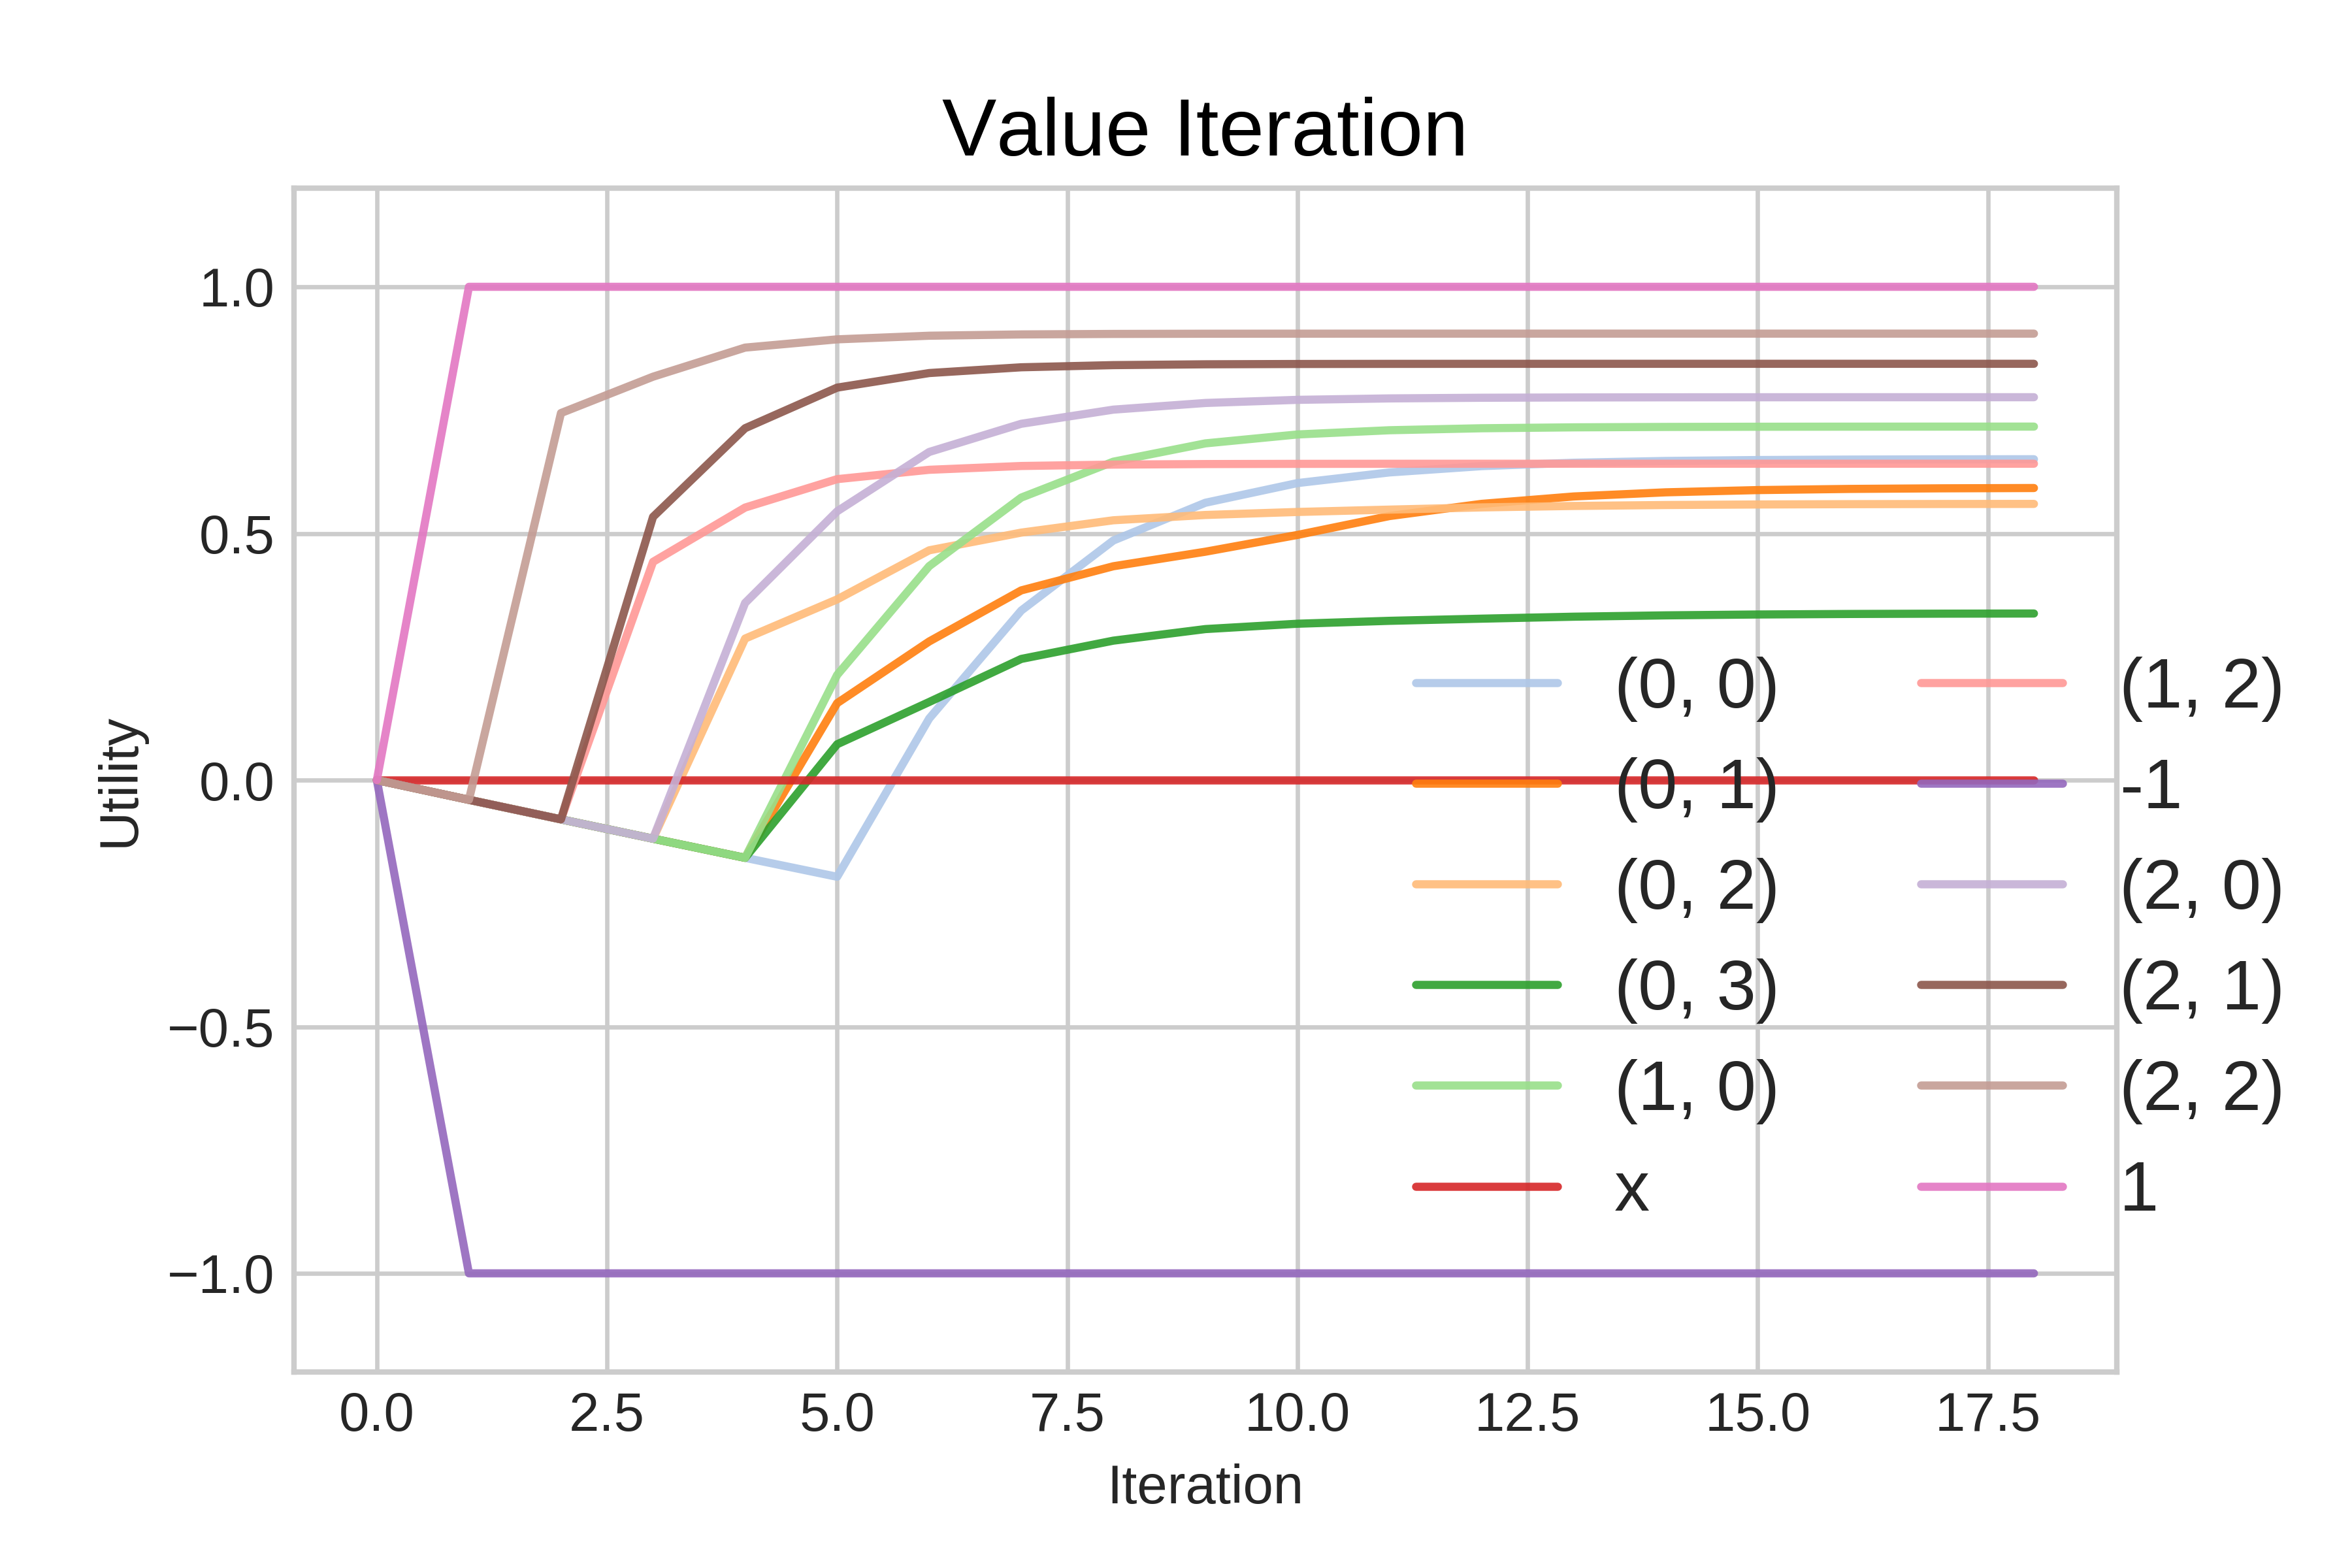 Value Iteration
1.0
0.5
0.0
−0.5
−1.0
Utility
(0, 0) (1, 2)
(0, 1) -1
(0, 2) (2, 0)
(0, 3) (2, 1)
(1, 0) (2, 2)
x 1
0.0 2.5 5.0 7.5 10.0 12.5 15.0 17.5
Iteration